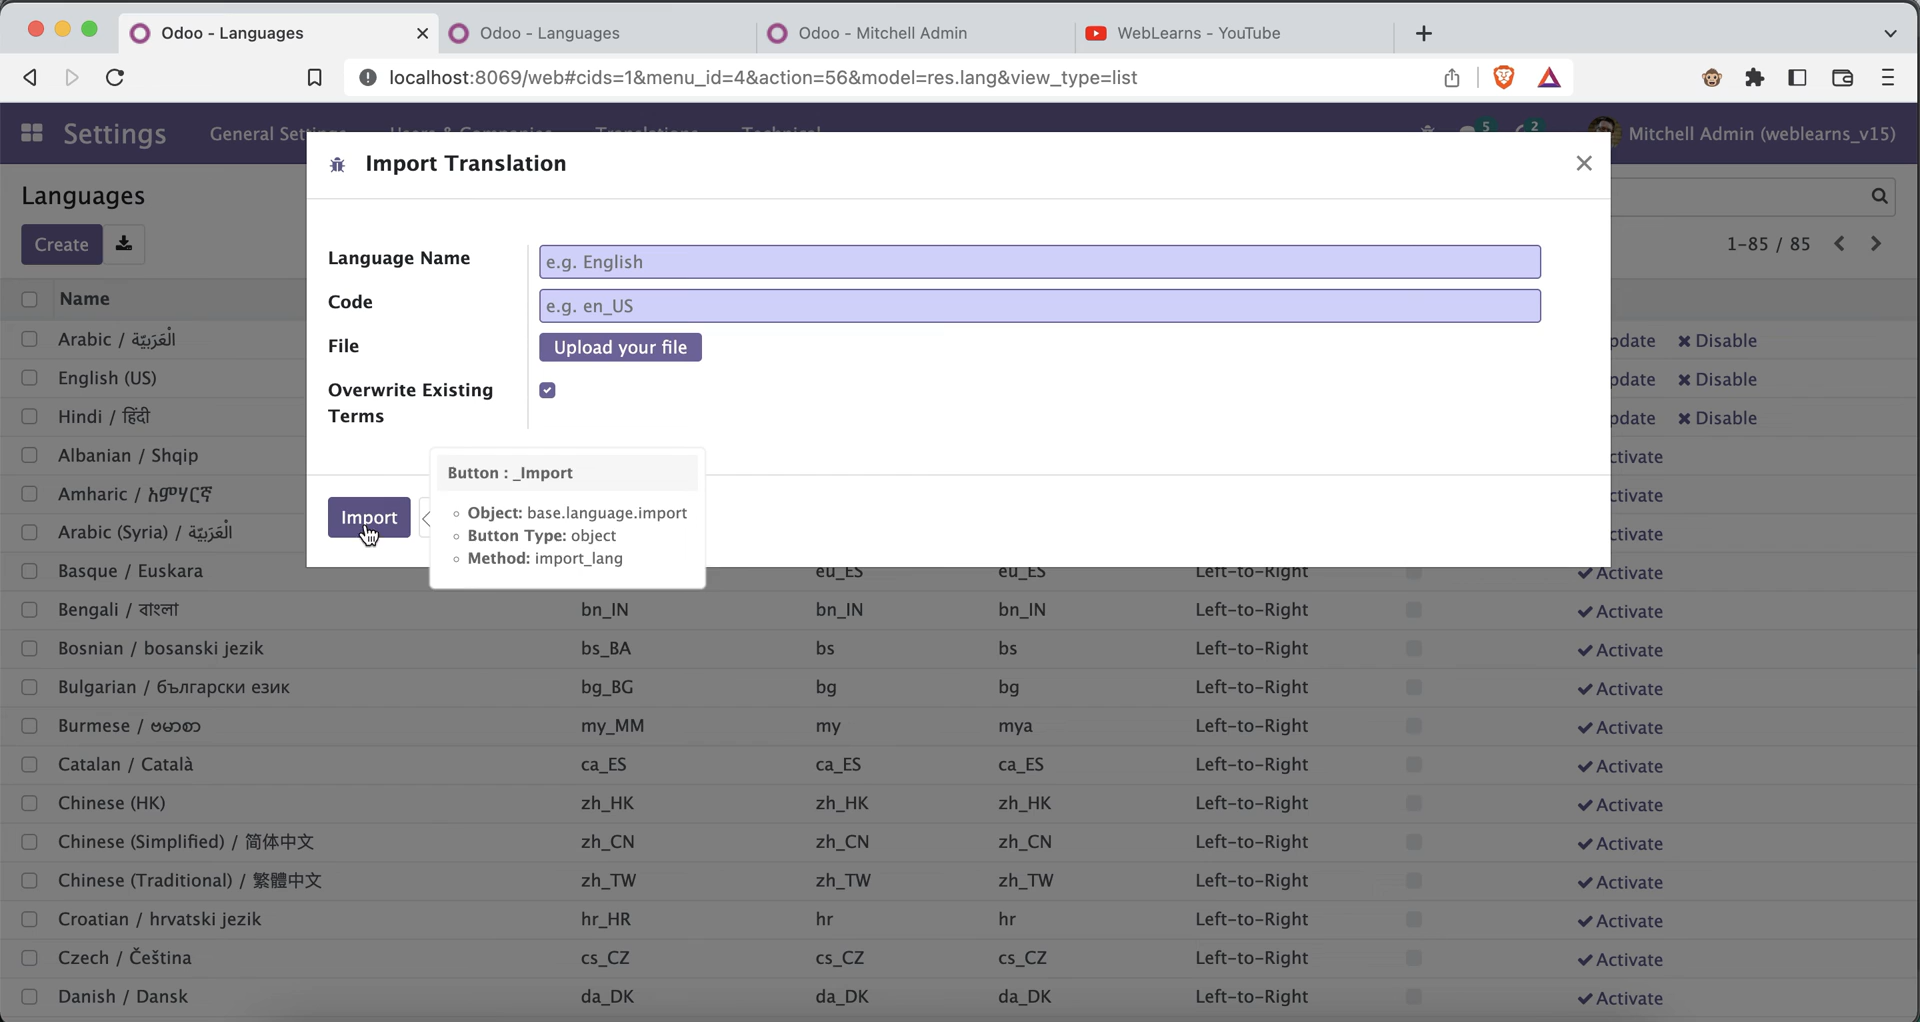 Odoo - Languages
Odoo - Languages
Odoo - Mitchell Admin
WebLearns - YouTube
localhost:8069/web#cids=1&menu_id=4&action=56&model=res.lang&view_type=list
Settings
General Settings
Users & Companies
Translations
Technical
5
2
Mitchell Admin (weblearns_v15)
Import Translation
Languages
Create
1-85 / 85
Language Name
e.g. English
Code
e.g. en_US
File
Upload your file
Overwrite Existing
Terms
Import
Button : _Import
Object: base.language.import
Button Type: object
Method: import_lang
Name
Arabic / الْعَرَبيّة pdate Disable
English (US) pdate Disable
Hindi / हिंदी pdate Disable
Albanian / Shqip ctivate
Amharic / አምሃርኛ ctivate
Arabic (Syria) / الْعَرَبيّة ctivate
Basque / Euskara eu_ES eu_ES Left-to-Right Activate
Bengali / বাংলা bn_IN bn_IN bn_IN Left-to-Right Activate
Bosnian / bosanski jezik bs_BA bs bs Left-to-Right Activate
Bulgarian / български език bg_BG bg bg Left-to-Right Activate
Burmese / ဗမာစာ my_MM my mya Left-to-Right Activate
Catalan / Català ca_ES ca_ES ca_ES Left-to-Right Activate
Chinese (HK) zh_HK zh_HK zh_HK Left-to-Right Activate
Chinese (Simplified) / 简体中文 zh_CN zh_CN zh_CN Left-to-Right Activate
Chinese (Traditional) / 繁體中文 zh_TW zh_TW zh_TW Left-to-Right Activate
Croatian / hrvatski jezik hr_HR hr hr Left-to-Right Activate
Czech / Čeština cs_CZ cs_CZ cs_CZ Left-to-Right Activate
Danish / Dansk da_DK da_DK da_DK Left-to-Right Activate